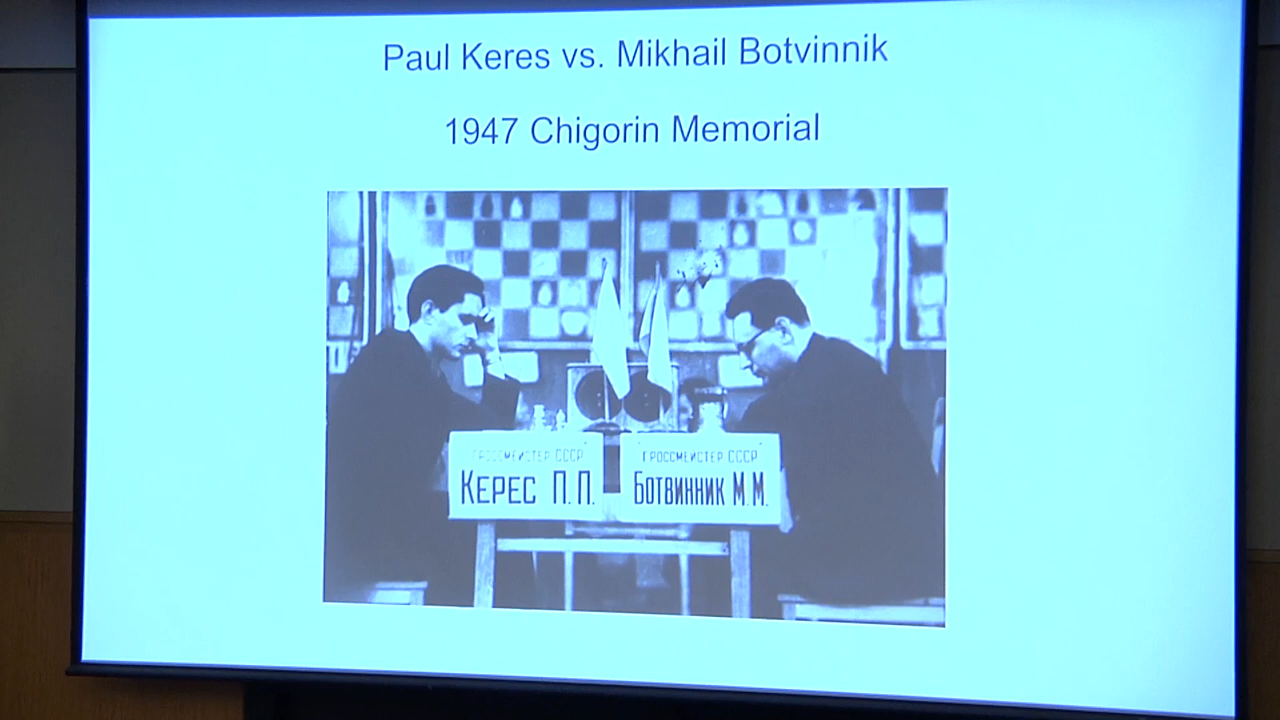 Paul Keres vs. Mikhail Botvinnik
1947 Chigorin Memorial
ГРОССМЕЙСТЕР СССР
КЕРЕС П.П.
ГРОССМЕЙСТЕР СССР
БОТВИННИК М.М.